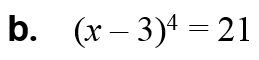 b. (x – 3)⁴ = 21